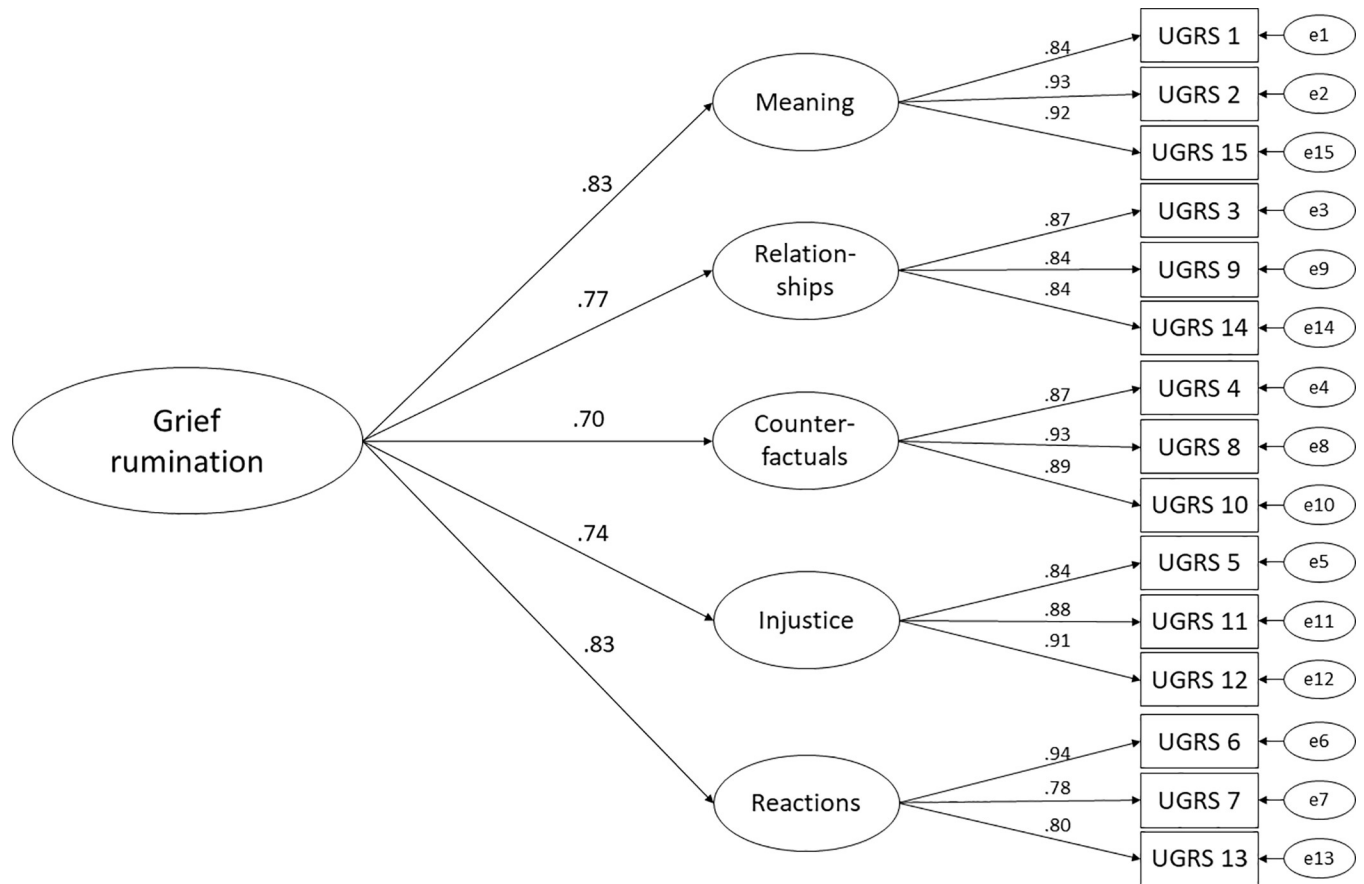 Grief
rumination
.83
.77
.70
.74
.83
Meaning
.84
.93
.92
UGRS 1
e1
UGRS 2
e2
UGRS 15
e15
Relation-
ships
.87
.84
.84
UGRS 3
e3
UGRS 9
e9
UGRS 14
e14
Counter-
factuals
.87
.93
.89
UGRS 4
e4
UGRS 8
e8
UGRS 10
e10
Injustice
.84
.88
.91
UGRS 5
e5
UGRS 11
e11
UGRS 12
e12
Reactions
.94
.78
.80
UGRS 6
e6
UGRS 7
e7
UGRS 13
e13